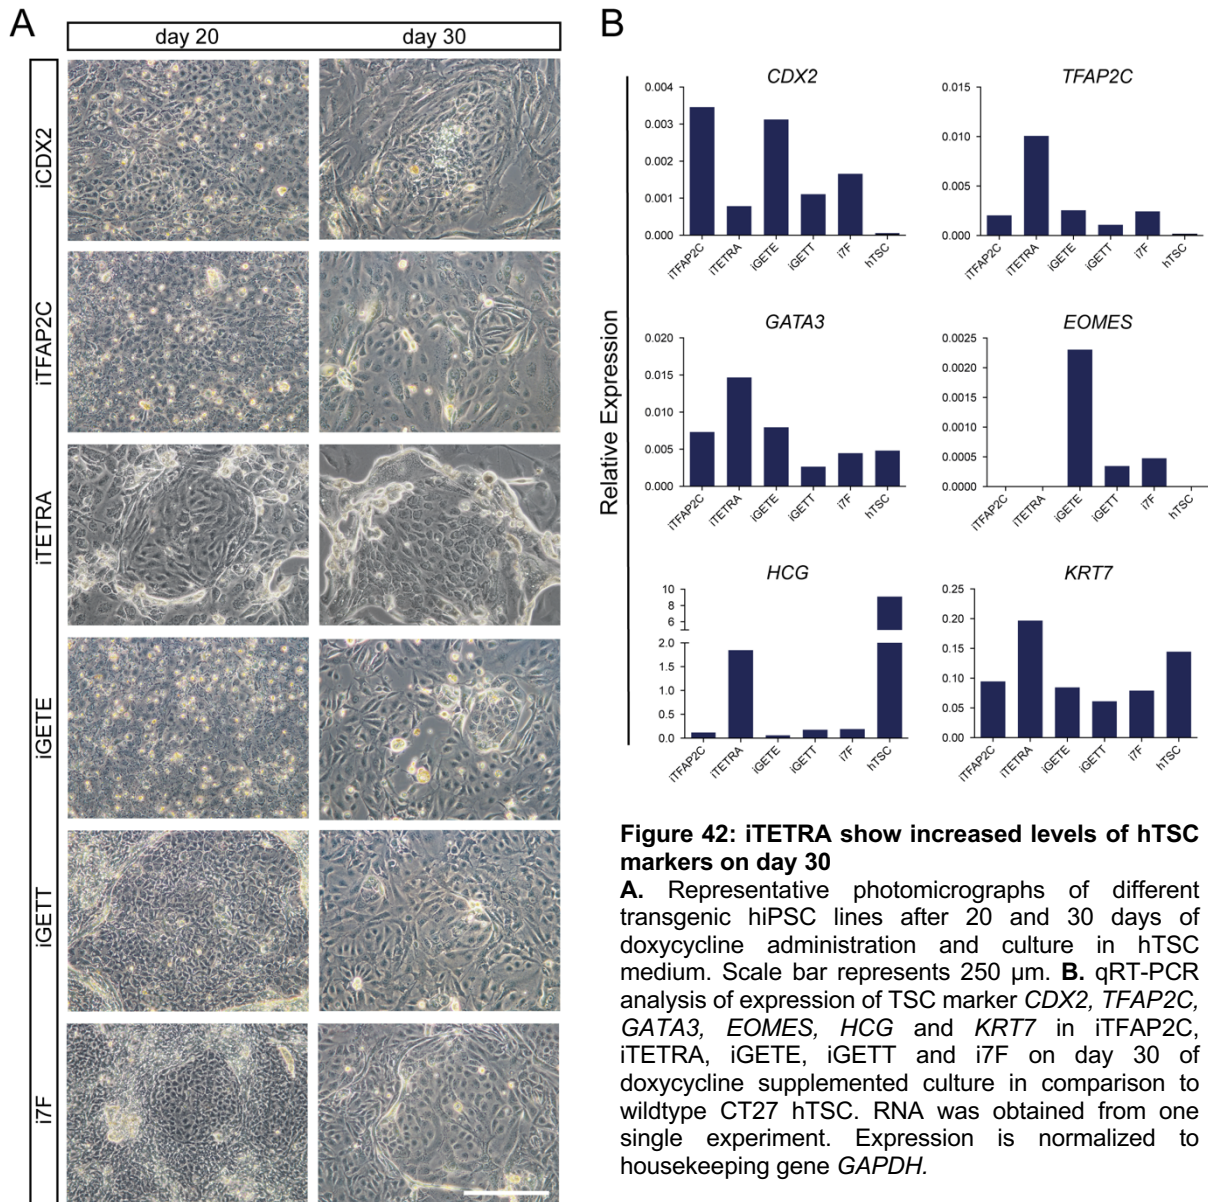 A
day 20
day 30
iCDX2
iTFAP2C
iTETRA
iGETE
iGETT
i7F
B
Relative Expression
CDX2
0.004
0.003
0.002
0.001
0.000
iTFAP2C
iTETRA
iGETE
iGETT
i7F
hTSC
TFAP2C
0.015
0.010
0.005
0.000
iTFAP2C
iTETRA
iGETE
iGETT
i7F
hTSC
GATA3
0.020
0.015
0.010
0.005
0.000
iTFAP2C
iTETRA
iGETE
iGETT
i7F
hTSC
EOMES
0.0025
0.0020
0.0015
0.0010
0.0005
0.0000
iTFAP2C
iTETRA
iGETE
iGETT
i7F
hTSC
HCG
10
8
6
2.0
1.5
1.0
0.5
0.0
iTFAP2C
iTETRA
iGETE
iGETT
i7F
hTSC
KRT7
0.25
0.20
0.15
0.10
0.05
0.00
iTFAP2C
iTETRA
iGETE
iGETT
i7F
hTSC
Figure 42: iTETRA show increased levels of hTSC
markers on day 30
A. Representative photomicrographs of different
transgenic hiPSC lines after 20 and 30 days of
doxycycline administration and culture in hTSC
medium. Scale bar represents 250 µm. B. qRT-PCR
analysis of expression of TSC marker CDX2, TFAP2C,
GATA3, EOMES, HCG and KRT7 in iTFAP2C,
iTETRA, iGETE, iGETT and i7F on day 30 of
doxycycline supplemented culture in comparison to
wildtype CT27 hTSC. RNA was obtained from one
single experiment. Expression is normalized to
housekeeping gene GAPDH.